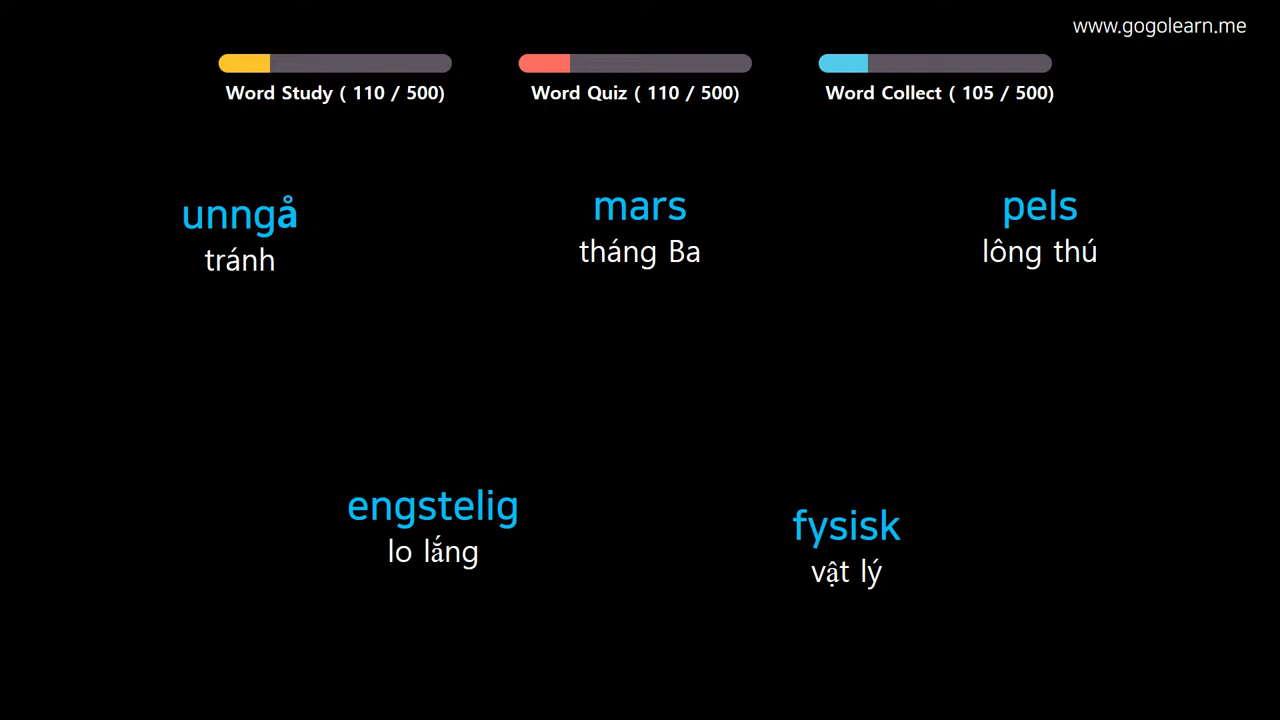 www.gogolearn.me
Word Study ( 110 / 500)
Word Quiz ( 110 / 500)
Word Collect ( 105 / 500)
unngå
tránh
mars
tháng Ba
pels
lông thú
engstelig
lo lắng
fysisk
vật lý